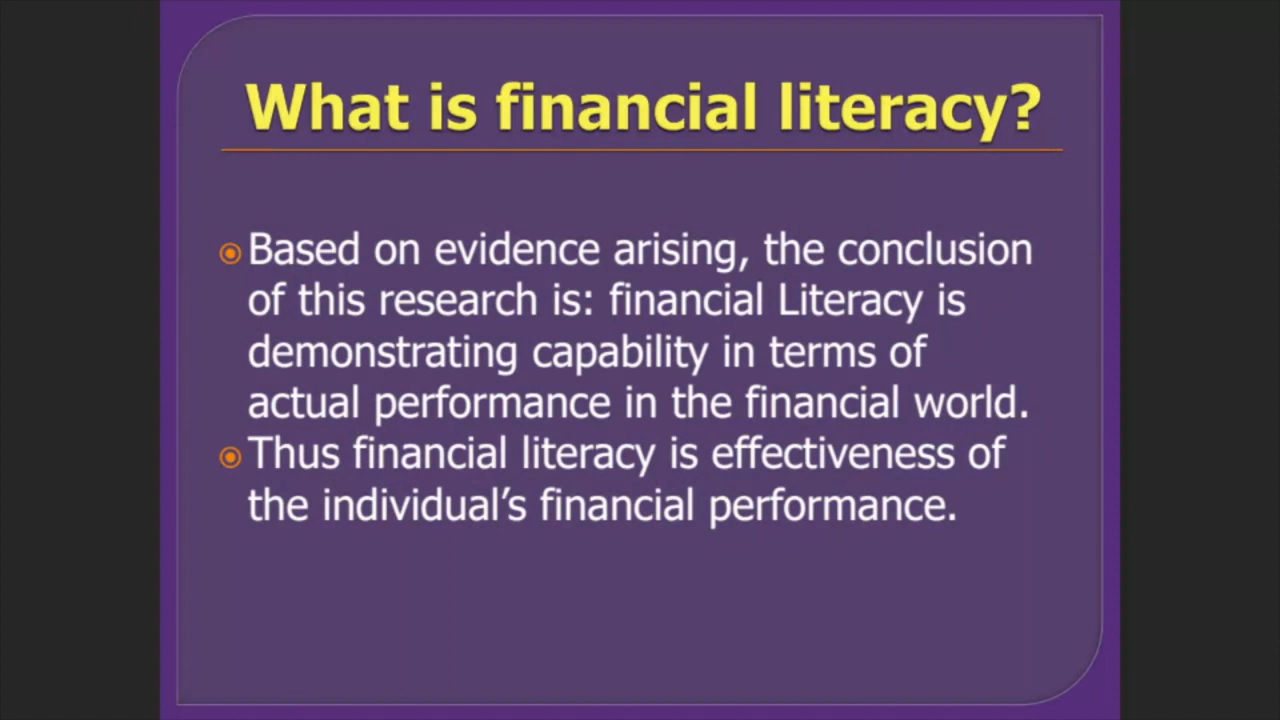 What is financial literacy?
Based on evidence arising, the conclusion
of this research is: financial Literacy is
demonstrating capability in terms of
actual performance in the financial world.
Thus financial literacy is effectiveness of
the individual’s financial performance.